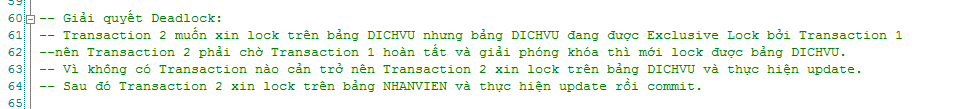 59
60 -- Giải quyết Deadlock:
61 -- Transaction 2 muốn xin lock trên bảng DICHVU nhưng bảng DICHVU đang được Exclusive Lock bởi Transaction 1
62 --nên Transaction 2 phải chờ Transaction 1 hoàn tất và giải phóng khóa thì mới lock được bảng DICHVU.
63 -- Vì không có Transaction nào cản trở nên Transaction 2 xin lock trên bảng DICHVU và thực hiện update.
64 -- Sau đó Transaction 2 xin lock trên bảng NHANVIEN và thực hiện update rồi commit.
65